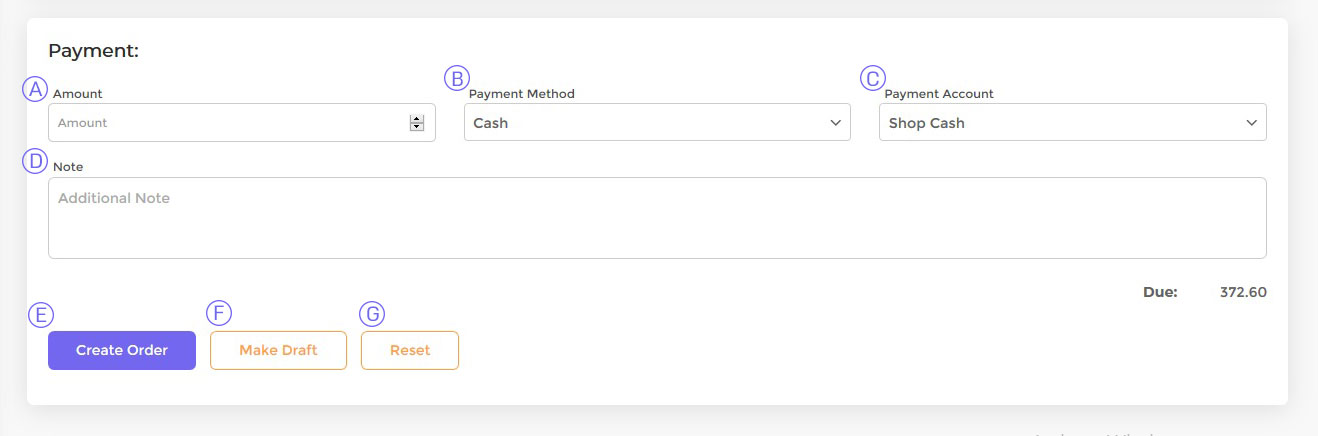 Payment:
A Amount
B Payment Method
C Payment Account
Amount
Cash
Shop Cash
D Note
Additional Note
Due: 372.60
E F G
Create Order Make Draft Reset